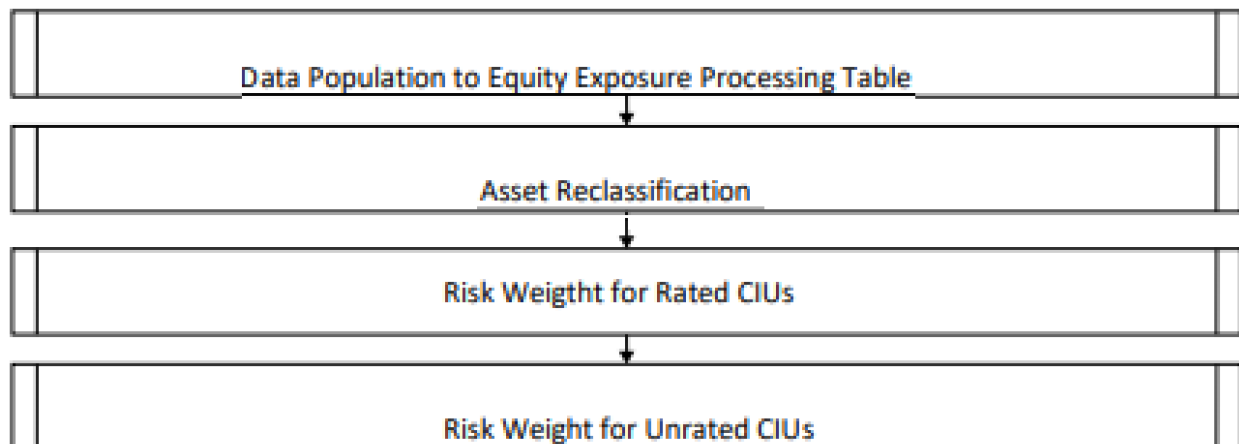 Data Population to Equity Exposure Processing Table
Asset Reclassification
Risk Weigtht for Rated CIUs
Risk Weight for Unrated CIUs